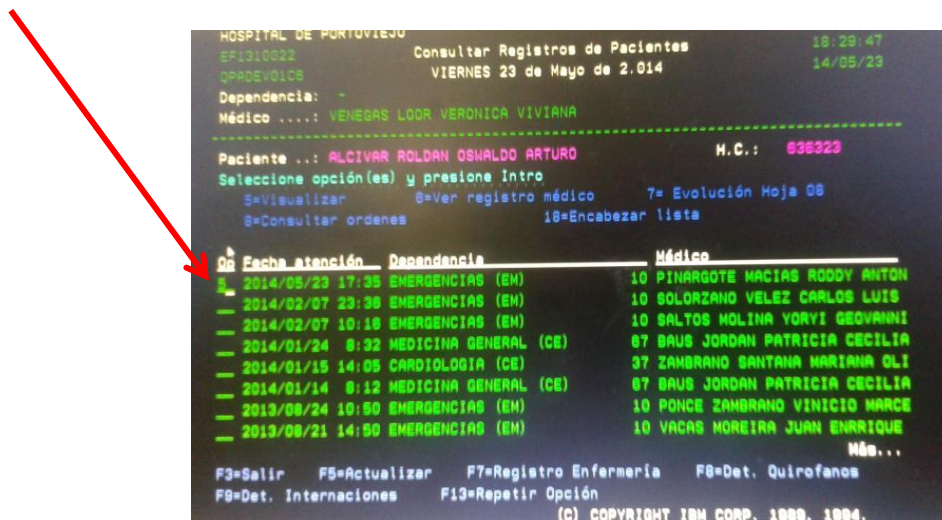 HOSPITAL DE PORTOVIEJO
EF1310022 Consultar Registros de Pacientes 18:29:47
QPADEV01C6 VIERNES 23 de Mayo de 2.014 14/05/23
Dependencia: -
Médico ....: VENEGAS LOOR VERONICA VIVIANA
Paciente ..: ALCIVAR ROLDAN OSWALDO ARTURO H.C.: 636323
Seleccione opción(es) y presione Intro
5=Visualizar 6=Ver registro médico 7= Evolución Hoja 08
9=Consultar ordenes 18=Encabezar lista
Op Fecha atención Dependencia Médico
5 2014/05/23 17:35 EMERGENCIAS (EM) 10 PINARGOTE MACIAS RODDY ANTON
2014/02/07 23:38 EMERGENCIAS (EM) 10 SOLORZANO VELEZ CARLOS LUIS
2014/02/07 10:16 EMERGENCIAS (EM) 10 SALTOS MOLINA YORYI GEOVANNI
2014/01/24 8:32 MEDICINA GENERAL (CE) 67 BAUS JORDAN PATRICIA CECILIA
2014/01/15 14:05 CARDIOLOGIA (CE) 37 ZAMBRANO SANTANA MARIANA OLI
2014/01/14 8:12 MEDICINA GENERAL (CE) 67 BAUS JORDAN PATRICIA CECILIA
2013/08/24 10:50 EMERGENCIAS (EM) 10 PONCE ZAMBRANO VINICIO MARCE
2013/08/21 14:50 EMERGENCIAS (EM) 10 VACAS MOREIRA JUAN ENRRIQUE
Más...
F3=Salir F5=Actualizar F7=Registro Enfermería F8=Det. Quirofanos
F9=Det. Internaciones F13=Repetir Opción
(C) COPYRIGHT IBM CORP. 1980, 1994.